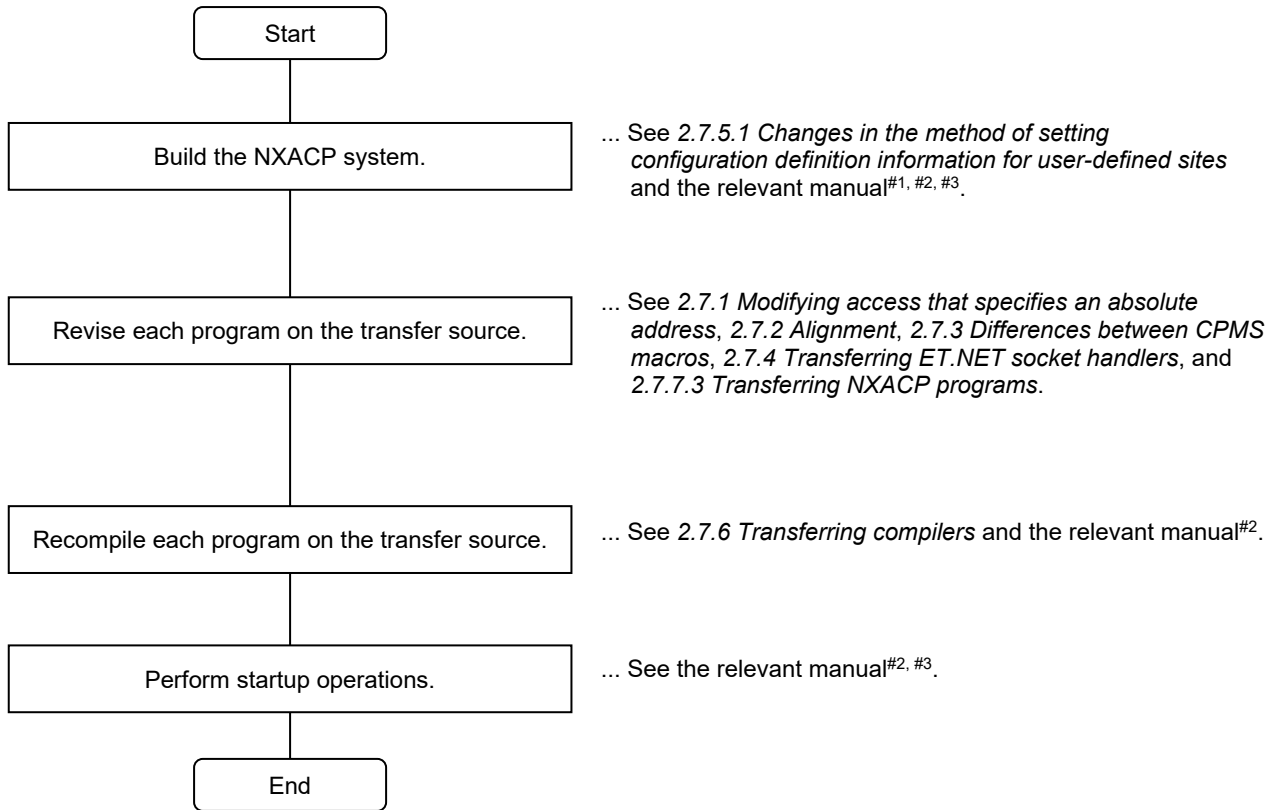 Start
Build the NXACP system.
... See 2.7.5.1 Changes in the method of setting
configuration definition information for user-defined sites
and the relevant manual#1, #2, #3.
Revise each program on the transfer source.
... See 2.7.1 Modifying access that specifies an absolute
address, 2.7.2 Alignment, 2.7.3 Differences between CPMS
macros, 2.7.4 Transferring ET.NET socket handlers, and
2.7.7.3 Transferring NXACP programs.
Recompile each program on the transfer source.
... See 2.7.6 Transferring compilers and the relevant manual#2.
Perform startup operations.
... See the relevant manual#2, #3.
End